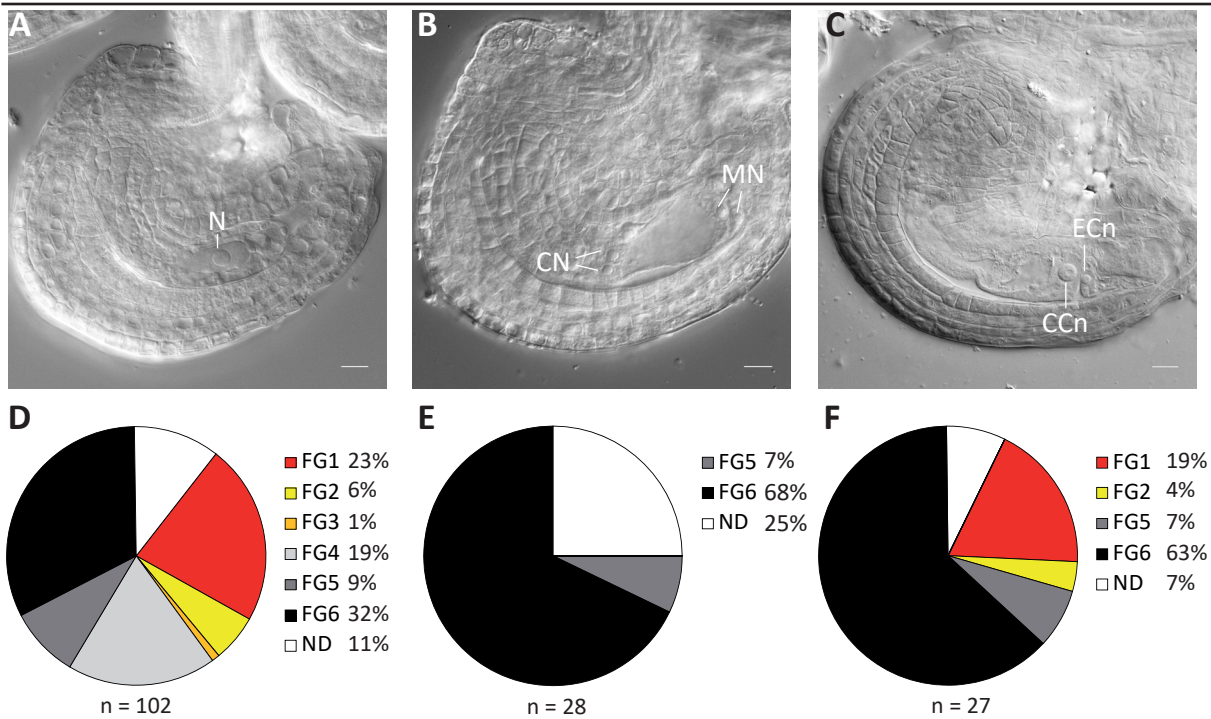 A
B
C
N
MN
CN
ECn
CCn
D
E
F
FG1 23%
FG2 6%
FG3 1%
FG4 19%
FG5 9%
FG6 32%
ND 11%
n = 102
FG5 7%
FG6 68%
ND 25%
n = 28
FG1 19%
FG2 4%
FG5 7%
FG6 63%
ND 7%
n = 27